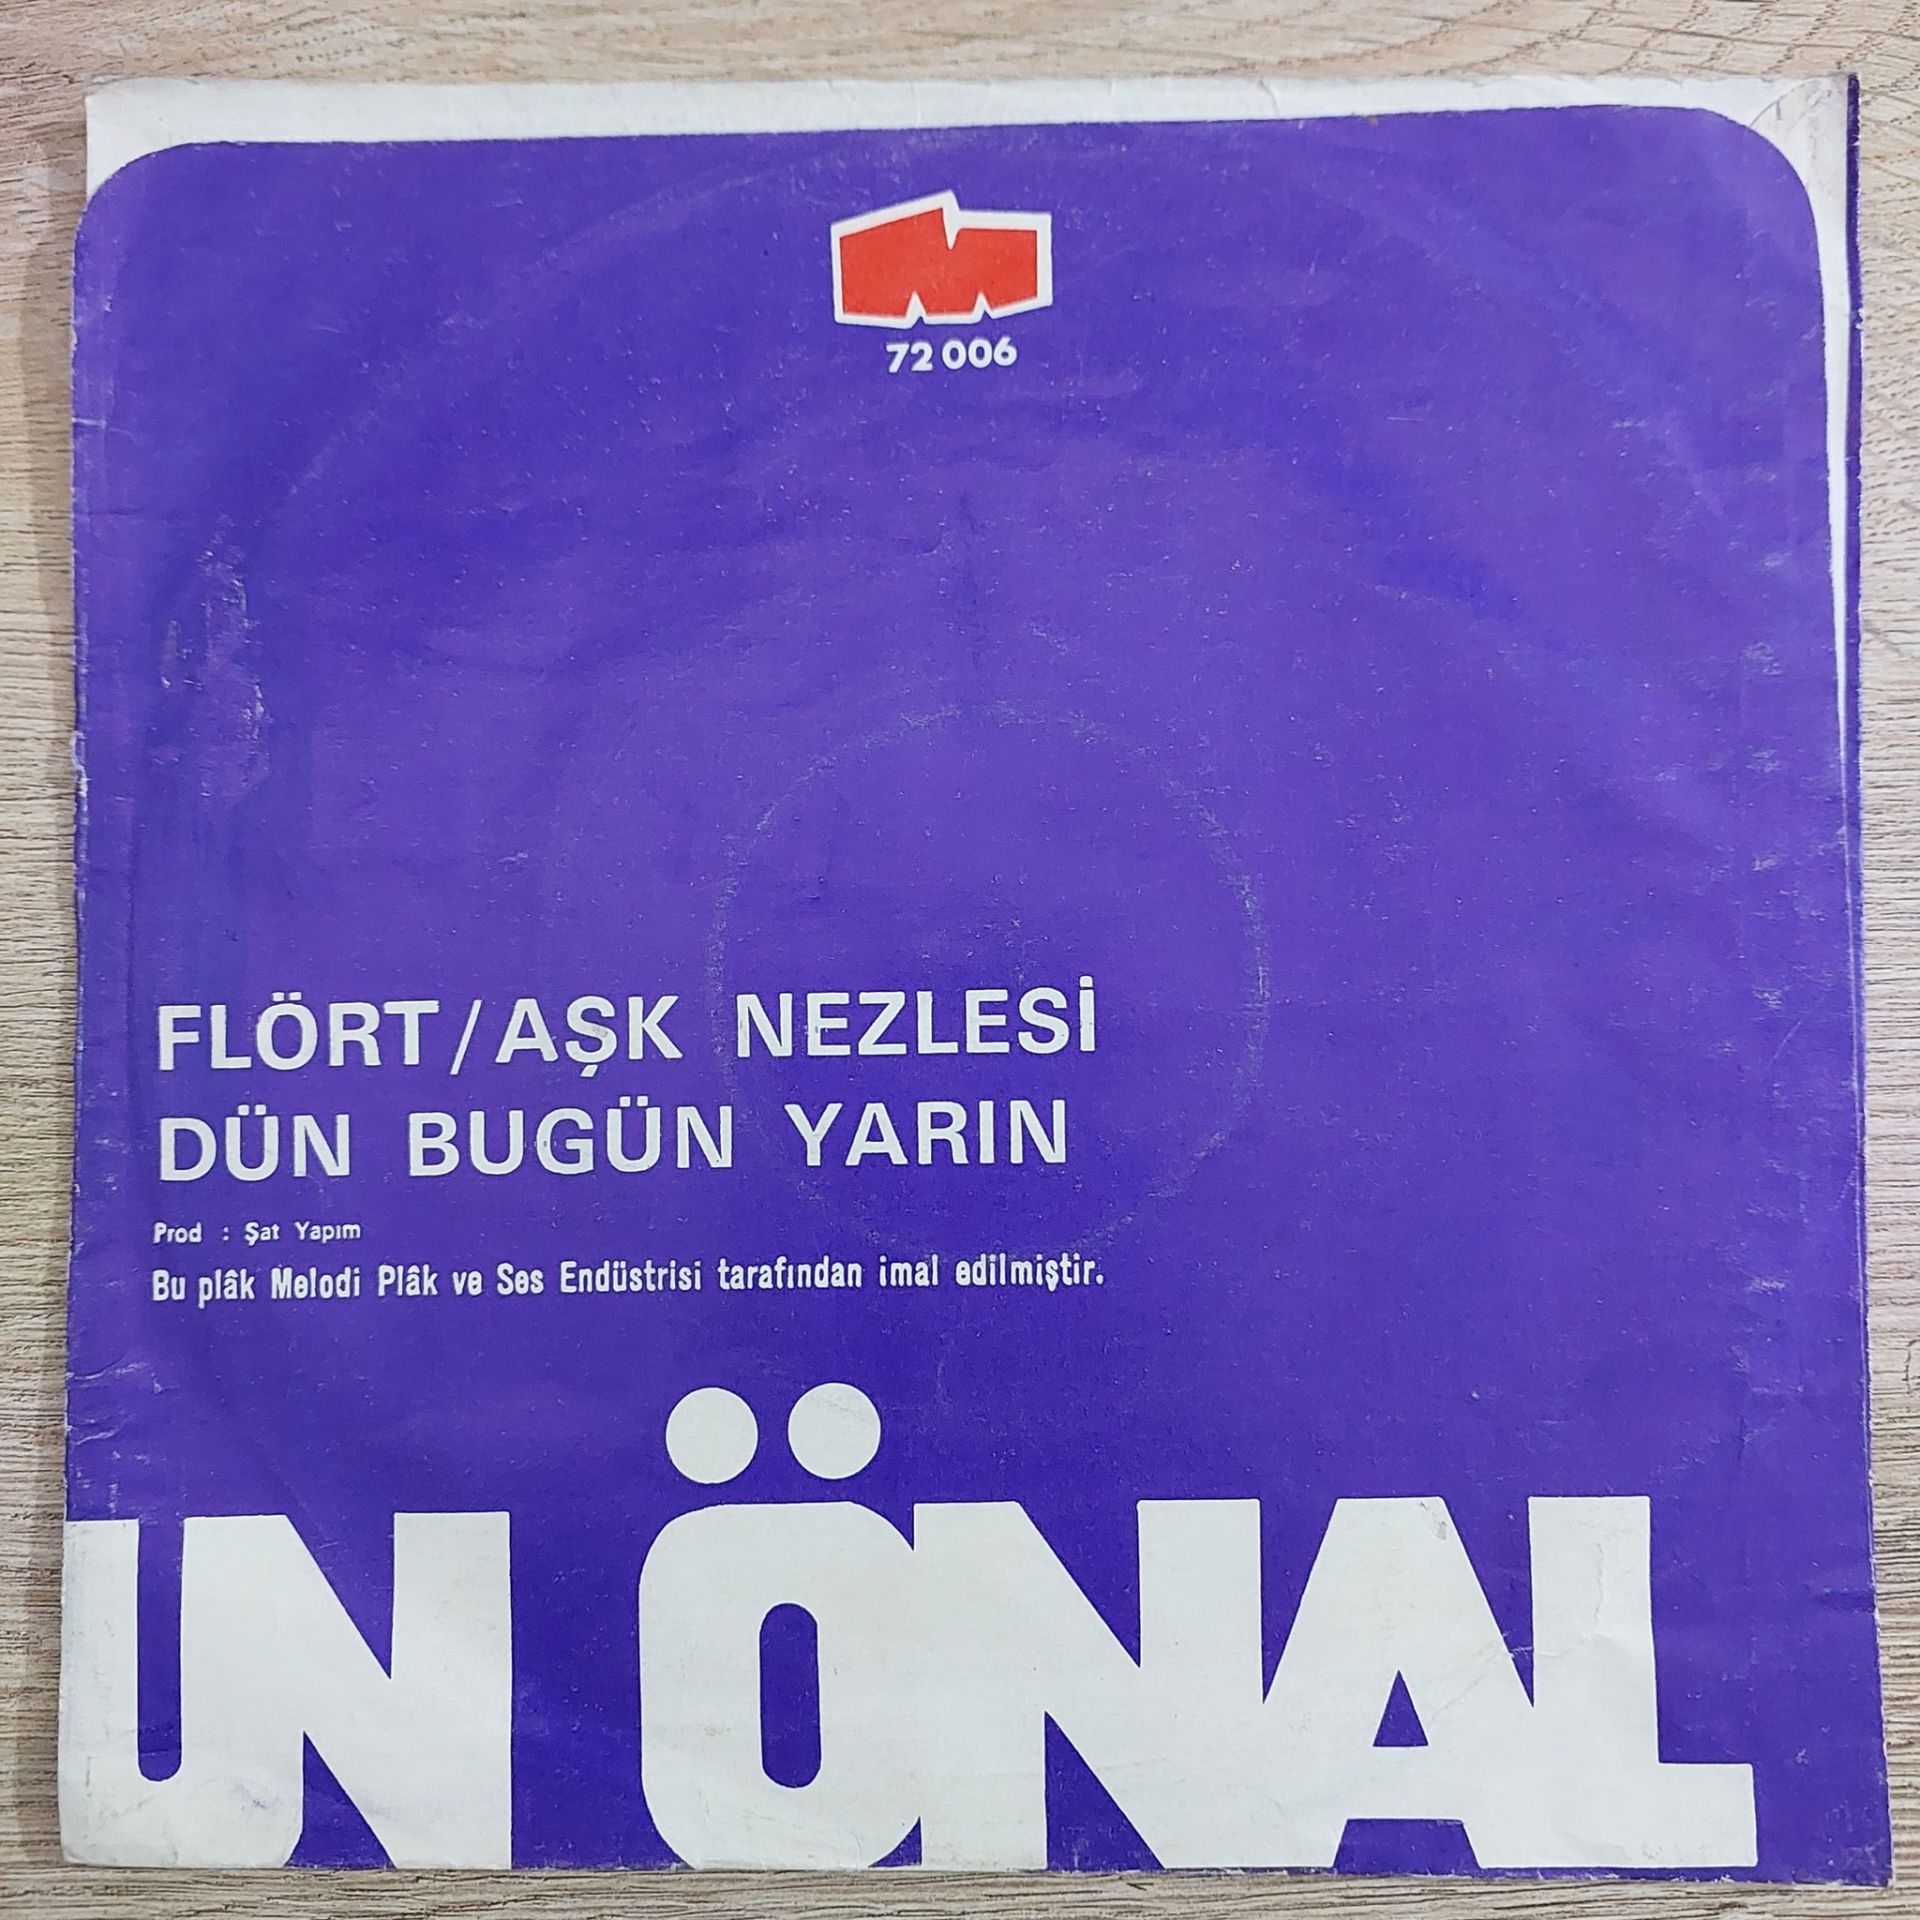 72 006
FLÖRT/AŞK NEZLESİ
DÜN BUGÜN YARIN
Prod : Şat Yapım
Bu plâk Melodi Plâk ve Ses Endüstrisi tarafından imal edilmiştir.
UN ÖNAL